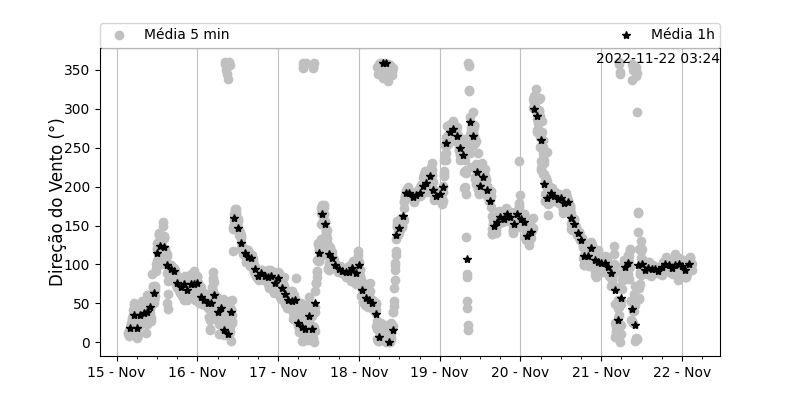 Média 5 min
Média 1h
2022-11-22 03:24
Direção do Vento (°)
350
300
250
200
150
100
50
0
15 - Nov
16 - Nov
17 - Nov
18 - Nov
19 - Nov
20 - Nov
21 - Nov
22 - Nov